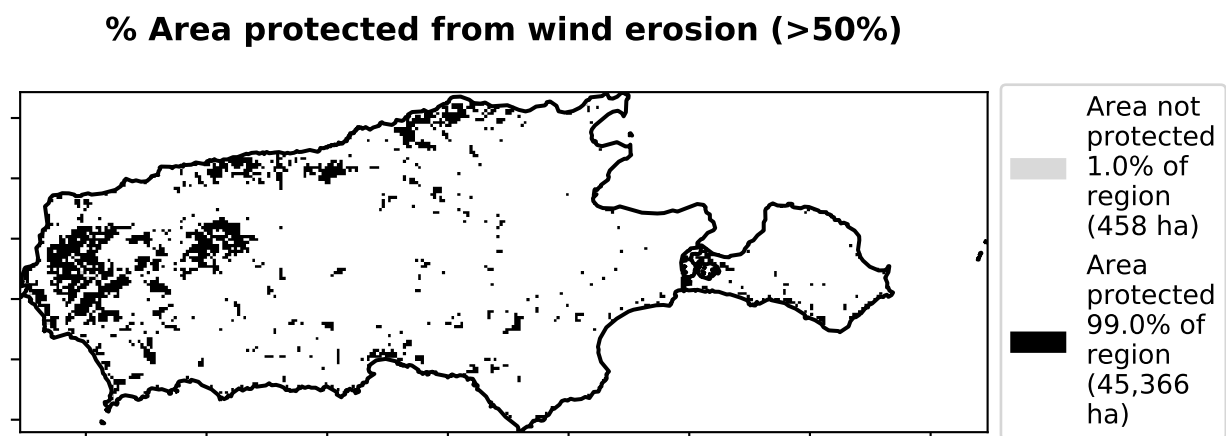 % Area protected from wind erosion (>50%)
Area not
protected
1.0% of
region
(458 ha)
Area
protected
99.0% of
region
(45,366
ha)